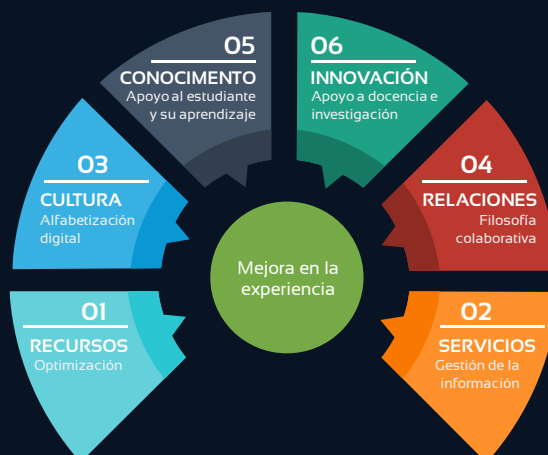 05
CONOCIMENTO
Apoyo al estudiante
y su aprendizaje
06
INNOVACIÓN
Apoyo a docencia e
investigación
03
CULTURA
Alfabetización
digital
04
RELACIONES
Filosofía
colaborativa
Mejora en la
experiencia
01
RECURSOS
Optimización
02
SERVICIOS
Gestión de la
información